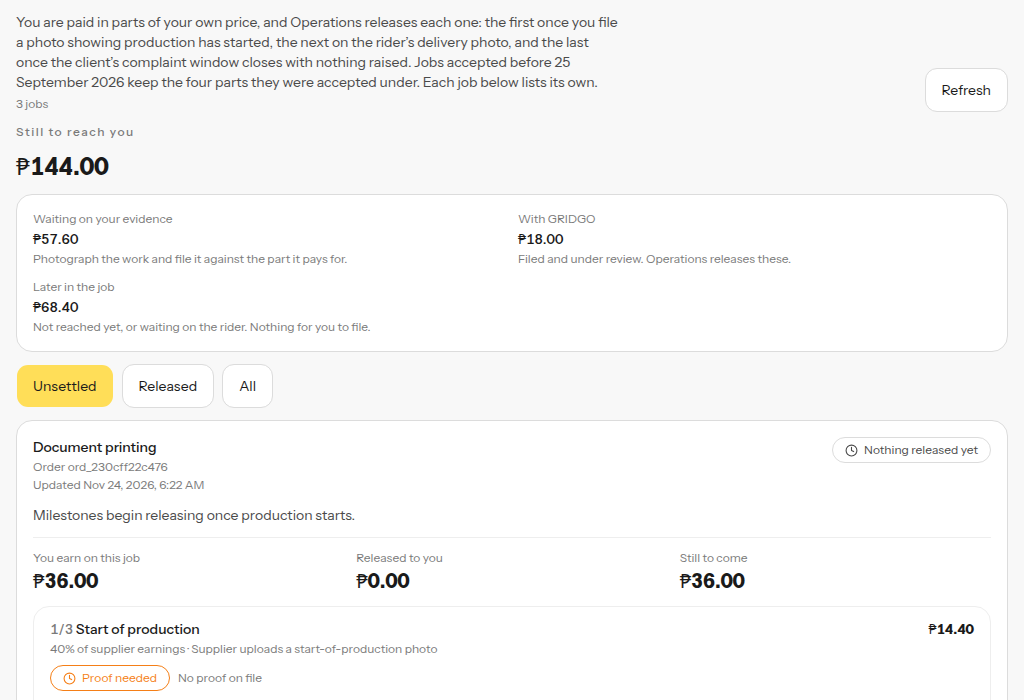 You are paid in parts of your own price, and Operations releases each one: the first once you file
a photo showing production has started, the next on the rider's delivery photo, and the last
once the client's complaint window closes with nothing raised. Jobs accepted before 25
September 2026 keep the four parts they were accepted under. Each job below lists its own.
3 jobs
Refresh
Still to reach you
₱144.00
Waiting on your evidence
₱57.60
Photograph the work and file it against the part it pays for.
With GRIDGO
₱18.00
Filed and under review. Operations releases these.
Later in the job
₱68.40
Not reached yet, or waiting on the rider. Nothing for you to file.
Unsettled
Released
All
Document printing
Order ord_230cff22c476
Updated Nov 24, 2026, 6:22 AM
Nothing released yet
Milestones begin releasing once production starts.
You earn on this job
₱36.00
Released to you
₱0.00
Still to come
₱36.00
1/3 Start of production
₱14.40
40% of supplier earnings · Supplier uploads a start-of-production photo
Proof needed
No proof on file